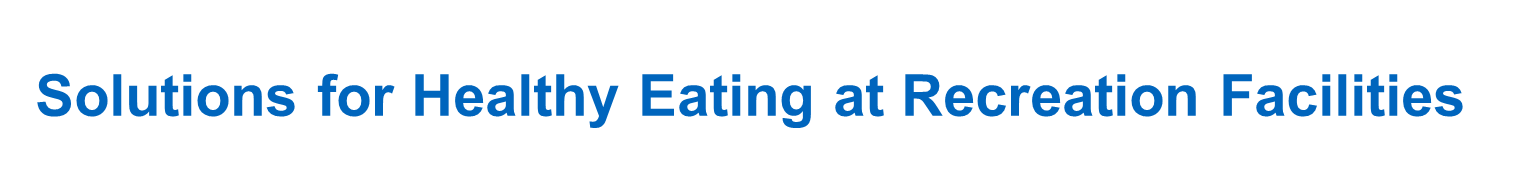 Solutions for Healthy Eating at Recreation Facilities